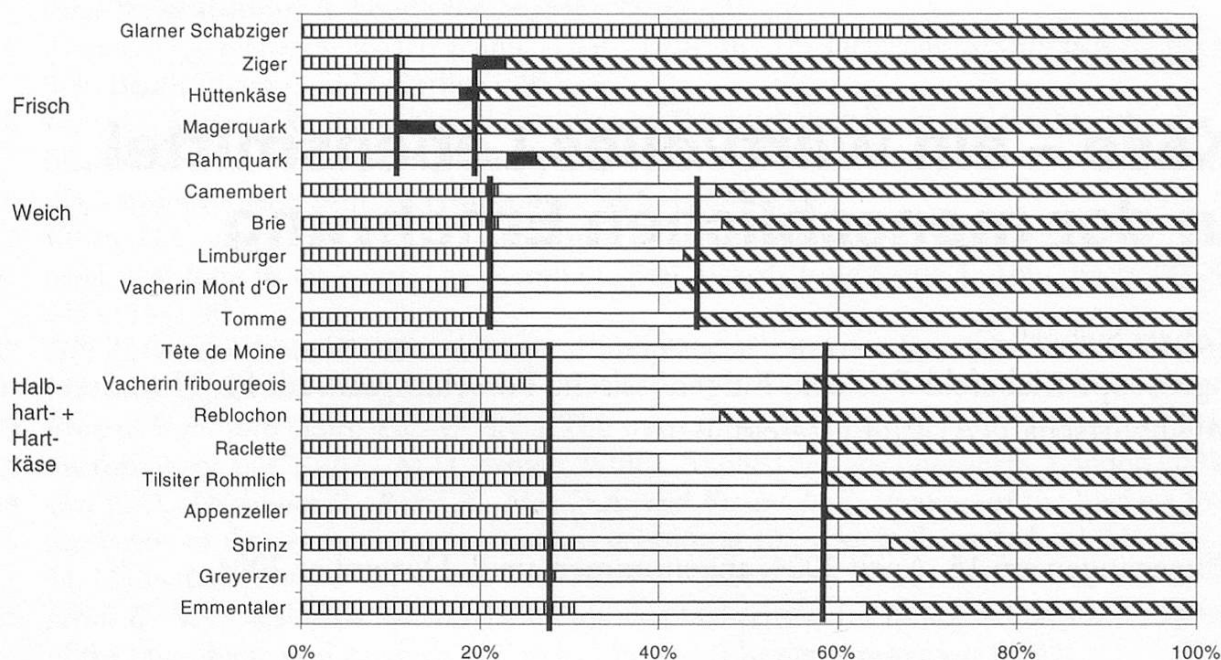 Glarner Schabziger
Ziger
Frisch
Hüttenkäse
Magerquark
Rahmquark
Camembert
Weich
Brie
Limburger
Vacherin Mont d'Or
Tomme
Tête de Moine
Halb-
hart- +
Hart-
käse
Vacherin fribourgeois
Reblochon
Raclette
Tilsiter Rohmlich
Appenzeller
Sbrinz
Greyerzer
Emmentaler
0% 20% 40% 60% 80% 100%